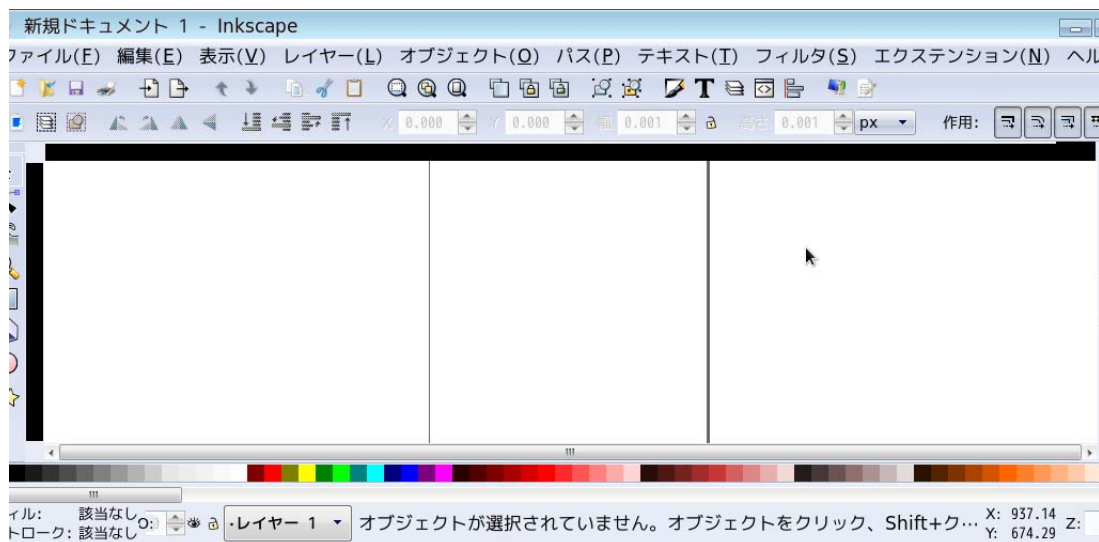 新規ドキュメント 1 - Inkscape
ファイル(F) 編集(E) 表示(V) レイヤー(L) オブジェクト(O) パス(P) テキスト(T) フィルタ(S) エクステンション(N) ヘル
X 0.000 Y 0.000 幅 0.001 高さ 0.001 px 作用:
ィル: 該当なし
トローク: 該当なし
O:
・レイヤー 1
オブジェクトが選択されていません。オブジェクトをクリック、Shift+ク…
X: 937.14
Y: 674.29
Z: